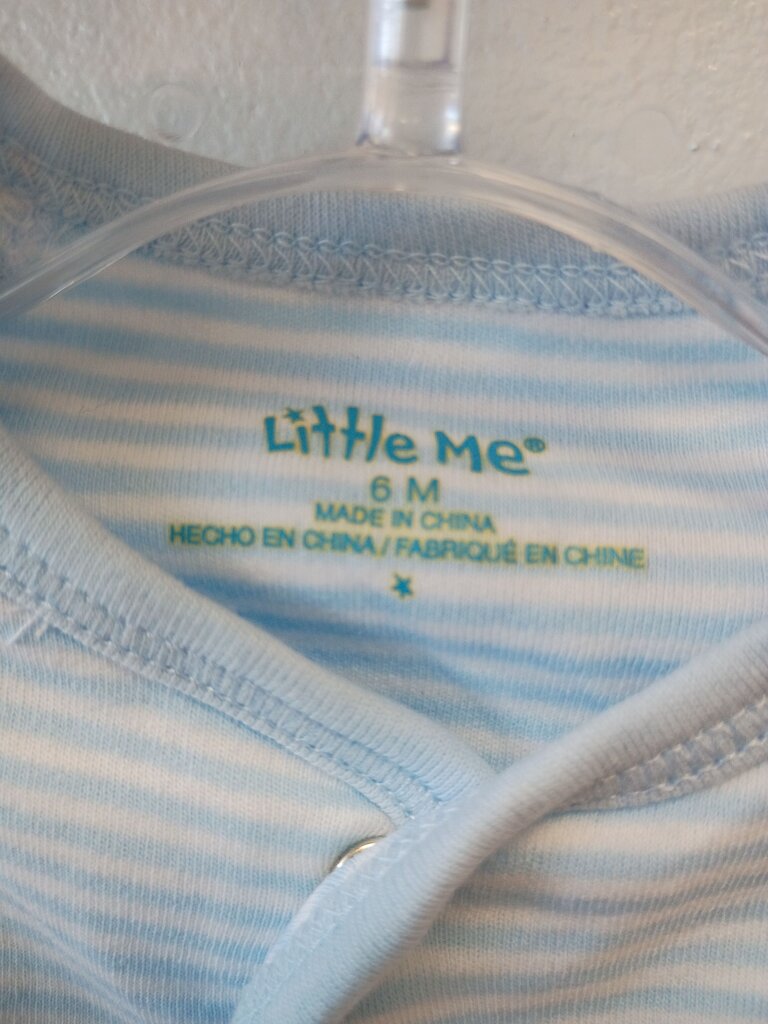 Little Me®
6 M
MADE IN CHINA
HECHO EN CHINA / FABRIQUÉ EN CHINE